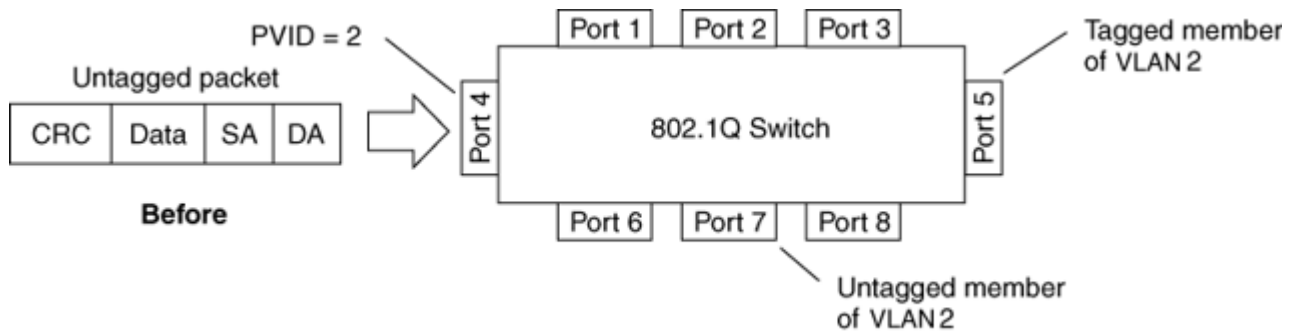 PVID = 2
Port 1
Port 2
Port 3
Tagged member
of VLAN 2
Untagged packet
CRC
Data
SA
DA
Port 4
802.1Q Switch
Port 5
Before
Port 6
Port 7
Port 8
Untagged member
of VLAN 2